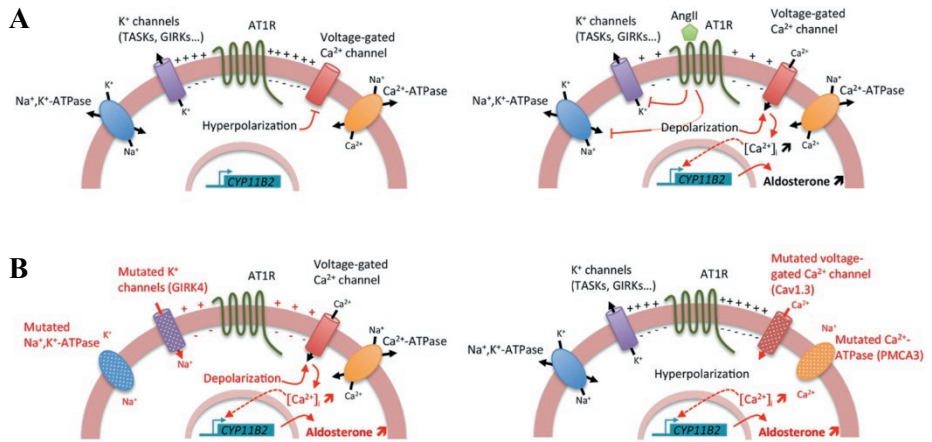 A
K⁺ channels
(TASKs, GIRKs...)
AT1R
Voltage-gated
Ca²⁺ channel
++++
+++++
- - - - -
K⁺
K⁺
Na⁺,K⁺-ATPase
K⁺
Na⁺
Hyperpolarization
Na⁺
Ca²⁺-ATPase
Ca²⁺
CYP11B2
AngII
K⁺ channels
(TASKs, GIRKs...)
AT1R
Voltage-gated
Ca²⁺ channel
+ +
+ +
Ca²⁺
K⁺
Na⁺,K⁺-ATPase
K⁺
Na⁺
Depolarization
Na⁺
Ca²⁺-ATPase
Ca²⁺
[Ca²⁺]i
CYP11B2
Aldosterone
B
Mutated K⁺
channels (GIRK4)
AT1R
Voltage-gated
Ca²⁺ channel
+ +
+ +
Ca²⁺
Mutated
Na⁺,K⁺-ATPase
K⁺
Na⁺
Na⁺
Depolarization
Na⁺
Ca²⁺-ATPase
Ca²⁺
[Ca²⁺]i
CYP11B2
Aldosterone
K⁺ channels
(TASKs, GIRKs...)
AT1R
Mutated voltage-
gated Ca²⁺ channel
(Cav1.3)
++++
+++++
Ca²⁺
K⁺
Na⁺,K⁺-ATPase
K⁺
Na⁺
Hyperpolarization
Na⁺
Mutated Ca²⁺-
ATPase (PMCA3)
Ca²⁺
[Ca²⁺]i
CYP11B2
Aldosterone